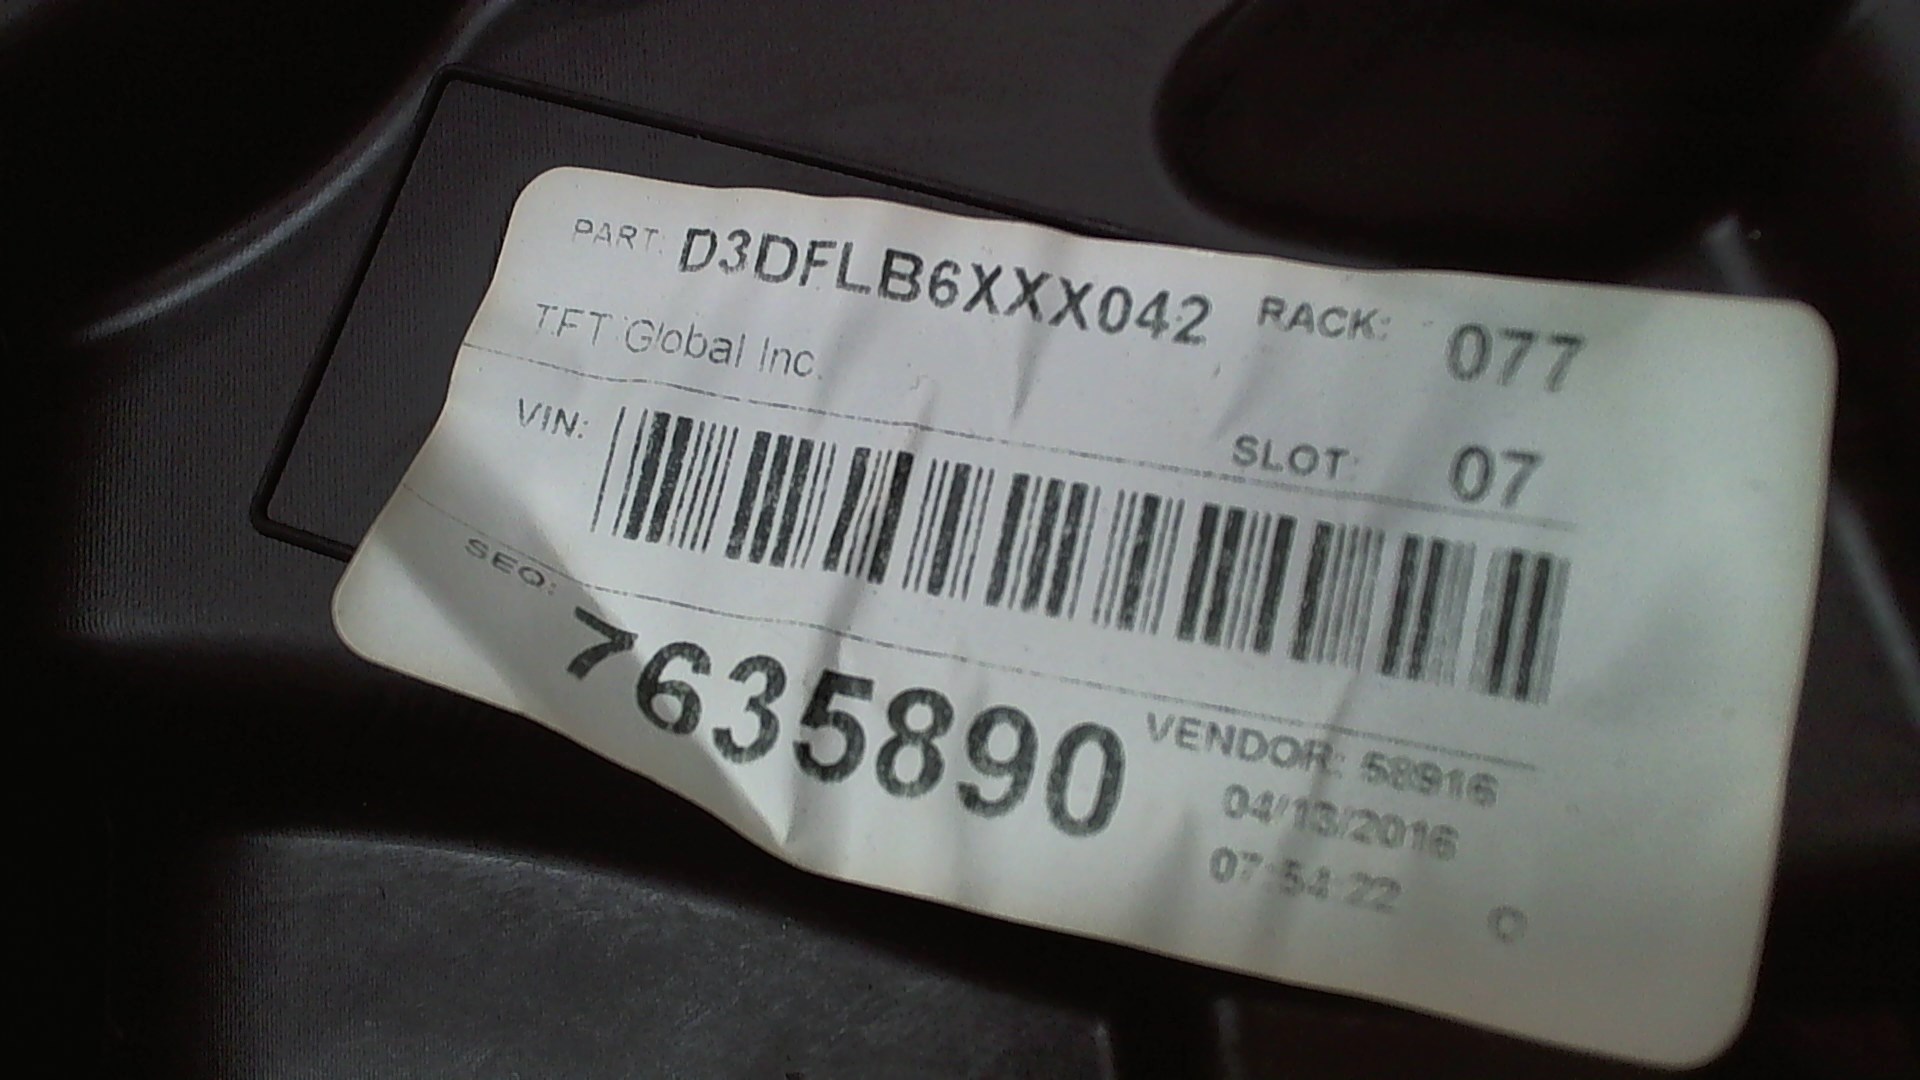 PART: D3DFLB6XXX042 RACK: 077
TFT Global Inc.
SLOT: 07
VIN:
SEQ: 7635890
VENDOR: 58916
04/13/2016
07:54:22 C